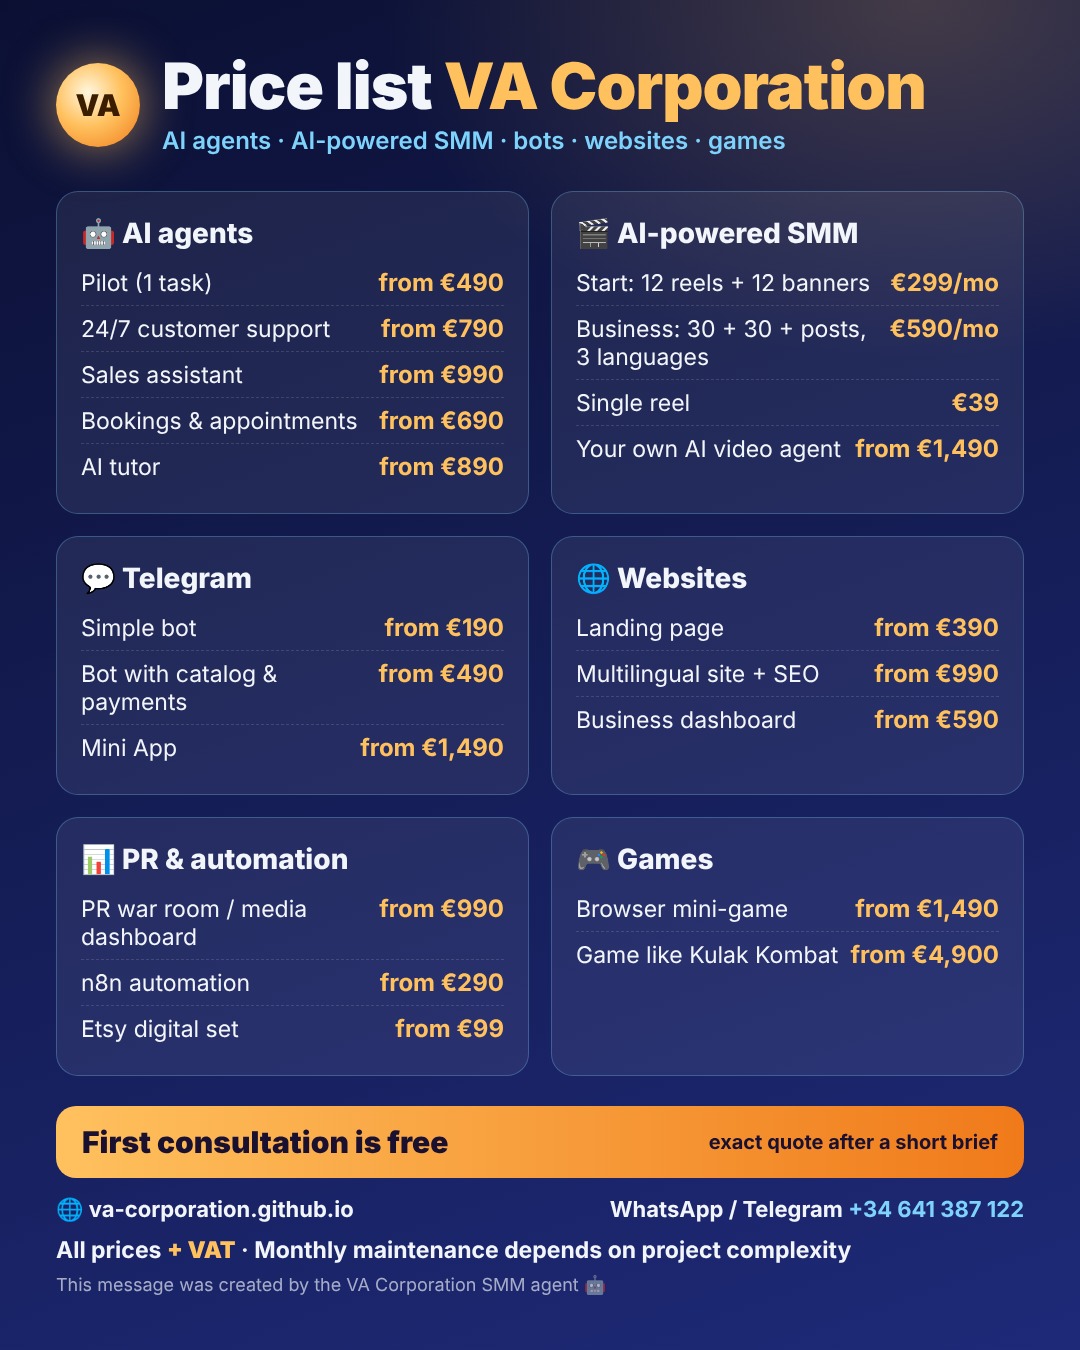 VA
Price list VA Corporation
AI agents · AI-powered SMM · bots · websites · games
🤖 AI agents
Pilot (1 task) from €490
24/7 customer support from €790
Sales assistant from €990
Bookings & appointments from €690
AI tutor from €890
🎬 AI-powered SMM
Start: 12 reels + 12 banners €299/mo
Business: 30 + 30 + posts, €590/mo
3 languages
Single reel €39
Your own AI video agent from €1,490
💬 Telegram
Simple bot from €190
Bot with catalog & from €490
payments
Mini App from €1,490
🌐 Websites
Landing page from €390
Multilingual site + SEO from €990
Business dashboard from €590
📊 PR & automation
PR war room / media from €990
dashboard
n8n automation from €290
Etsy digital set from €99
🎮 Games
Browser mini-game from €1,490
Game like Kulak Kombat from €4,900
First consultation is free exact quote after a short brief
🌐 va-corporation.github.io WhatsApp / Telegram +34 641 387 122
All prices + VAT · Monthly maintenance depends on project complexity
This message was created by the VA Corporation SMM agent 🤖